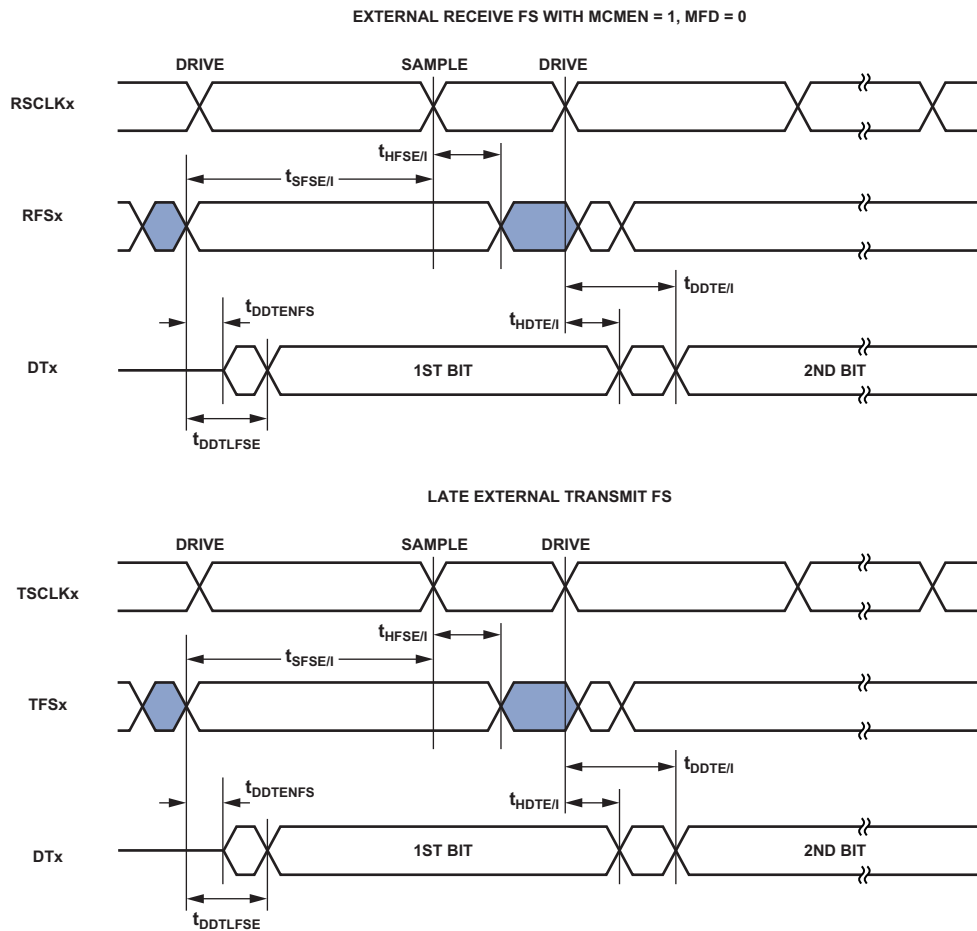 EXTERNAL RECEIVE FS WITH MCMEN = 1, MFD = 0
DRIVE SAMPLE DRIVE
RSCLKx
tHFSE/I
tSFSE/I
RFSx
tDDTE/I
tDDTENFS
tHDTE/I
DTx 1ST BIT 2ND BIT
tDDTLFSE
LATE EXTERNAL TRANSMIT FS
DRIVE SAMPLE DRIVE
TSCLKx
tHFSE/I
tSFSE/I
TFSx
tDDTE/I
tDDTENFS
tHDTE/I
DTx 1ST BIT 2ND BIT
tDDTLFSE